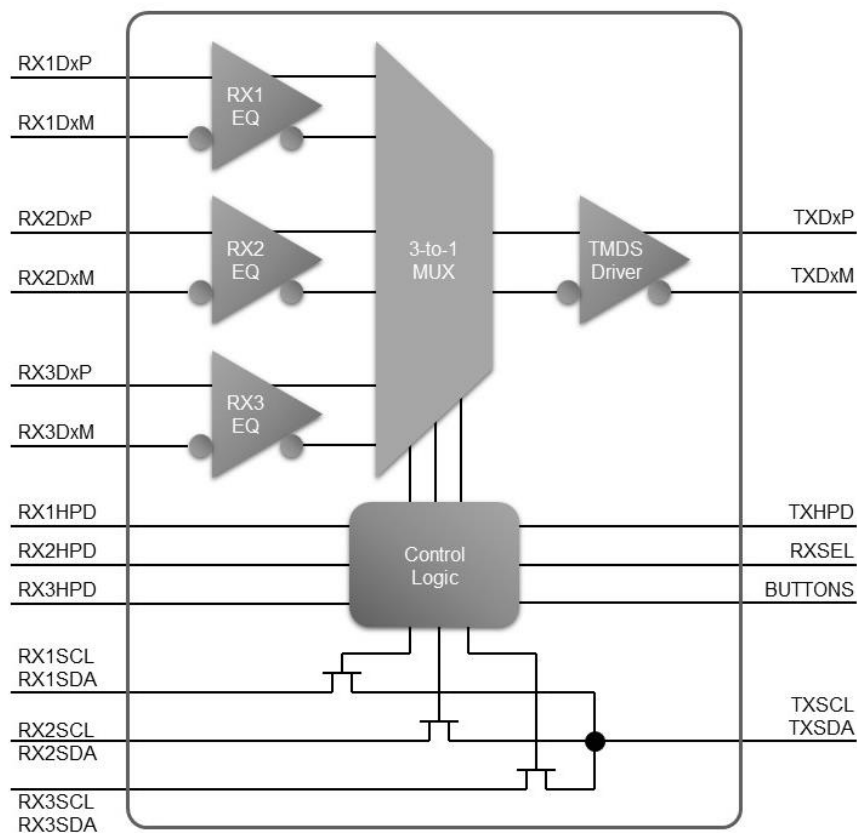 RX1DxP
RX1DxM
RX1
EQ
RX2DxP
RX2DxM
RX2
EQ
3-to-1
MUX
TMDS
Driver
TXDxP
TXDxM
RX3DxP
RX3DxM
RX3
EQ
RX1HPD
RX2HPD
RX3HPD
Control
Logic
TXHPD
RXSEL
BUTTONS
RX1SCL
RX1SDA
RX2SCL
RX2SDA
RX3SCL
RX3SDA
TXSCL
TXSDA